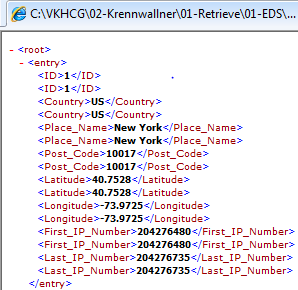 C:\VKHCG\02-Krennwallner\01-Retrieve\01-EDS\...
- <root>
- <entry>
<ID>1</ID>
<ID>1</ID>
<Country>US</Country>
<Country>US</Country>
<Place_Name>New York</Place_Name>
<Place_Name>New York</Place_Name>
<Post_Code>10017</Post_Code>
<Post_Code>10017</Post_Code>
<Latitude>40.7528</Latitude>
<Latitude>40.7528</Latitude>
<Longitude>-73.9725</Longitude>
<Longitude>-73.9725</Longitude>
<First_IP_Number>204276480</First_IP_Number>
<First_IP_Number>204276480</First_IP_Number>
<Last_IP_Number>204276735</Last_IP_Number>
<Last_IP_Number>204276735</Last_IP_Number>
</entry>